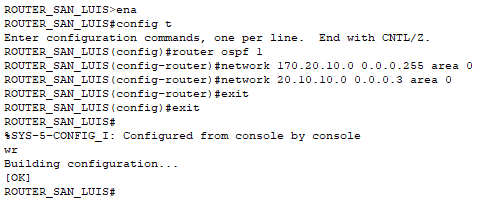 ROUTER_SAN_LUIS>ena
ROUTER_SAN_LUIS#config t
Enter configuration commands, one per line.  End with CNTL/Z.
ROUTER_SAN_LUIS(config)#router ospf 1
ROUTER_SAN_LUIS(config-router)#network 170.20.10.0 0.0.0.255 area 0
ROUTER_SAN_LUIS(config-router)#network 20.10.10.0 0.0.0.3 area 0
ROUTER_SAN_LUIS(config-router)#exit
ROUTER_SAN_LUIS(config)#exit
ROUTER_SAN_LUIS#
%SYS-5-CONFIG_I: Configured from console by console
wr
Building configuration...
[OK]
ROUTER_SAN_LUIS#